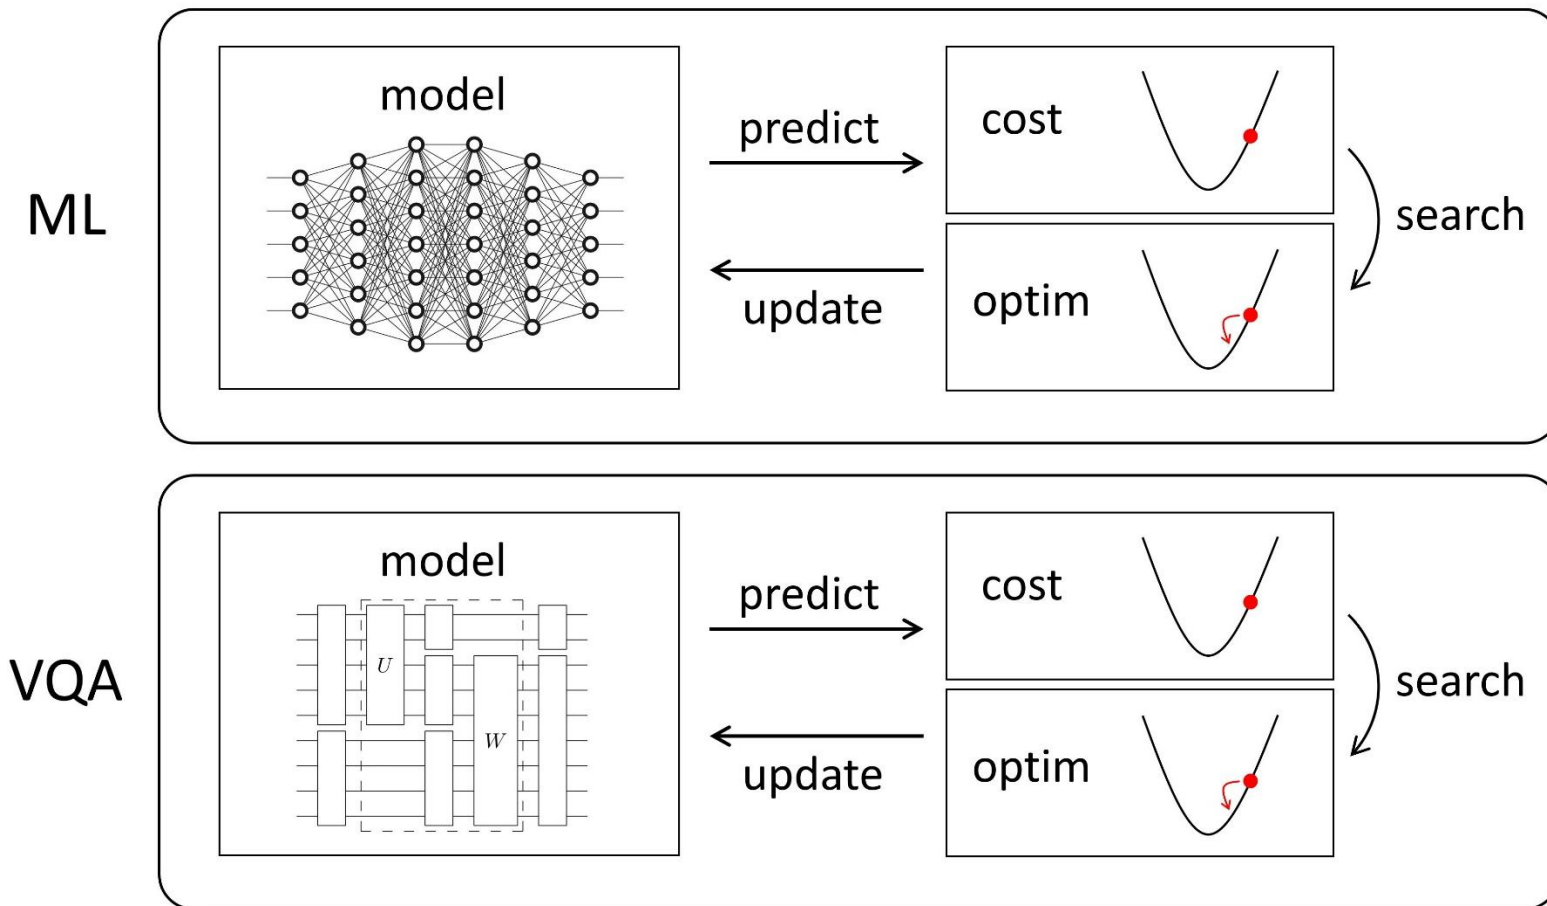 ML
model
predict
update
cost
optim
search
VQA
model
U
W
predict
update
cost
optim
search